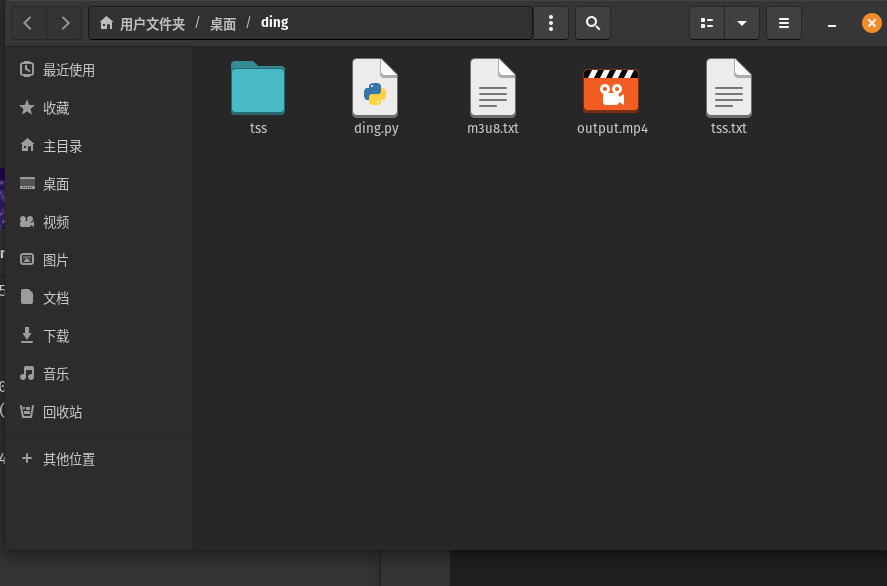 用户文件夹 / 桌面 / ding
最近使用
收藏
主目录
桌面
视频
图片
文档
下载
音乐
回收站
+ 其他位置
tss
ding.py
m3u8.txt
output.mp4
tss.txt